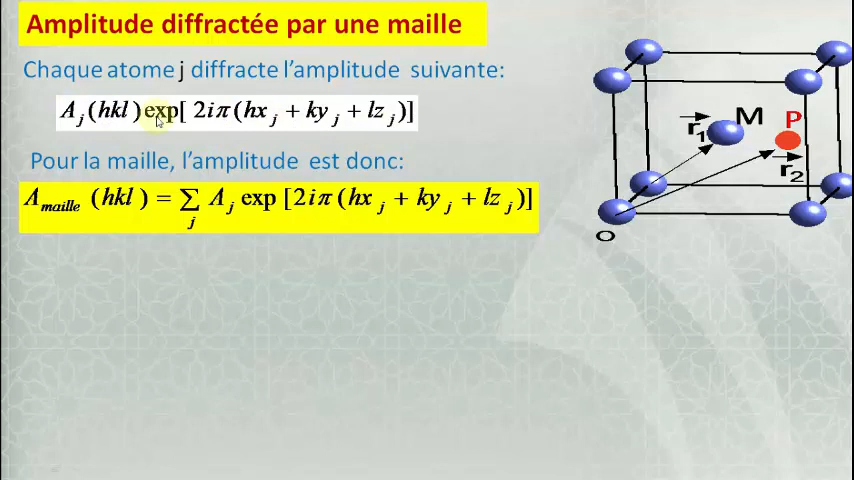 Amplitude diffractée par une maille
Chaque atome j diffracte l'amplitude suivante:
A_j (hkl) exp[ 2iπ (hx_j + ky_j + lz_j )]
Pour la maille, l'amplitude est donc:
A_maille (hkl ) = ∑_j A_j exp [2iπ (hx_j + ky_j + lz_j )]
M
P
r₁
r₂
O